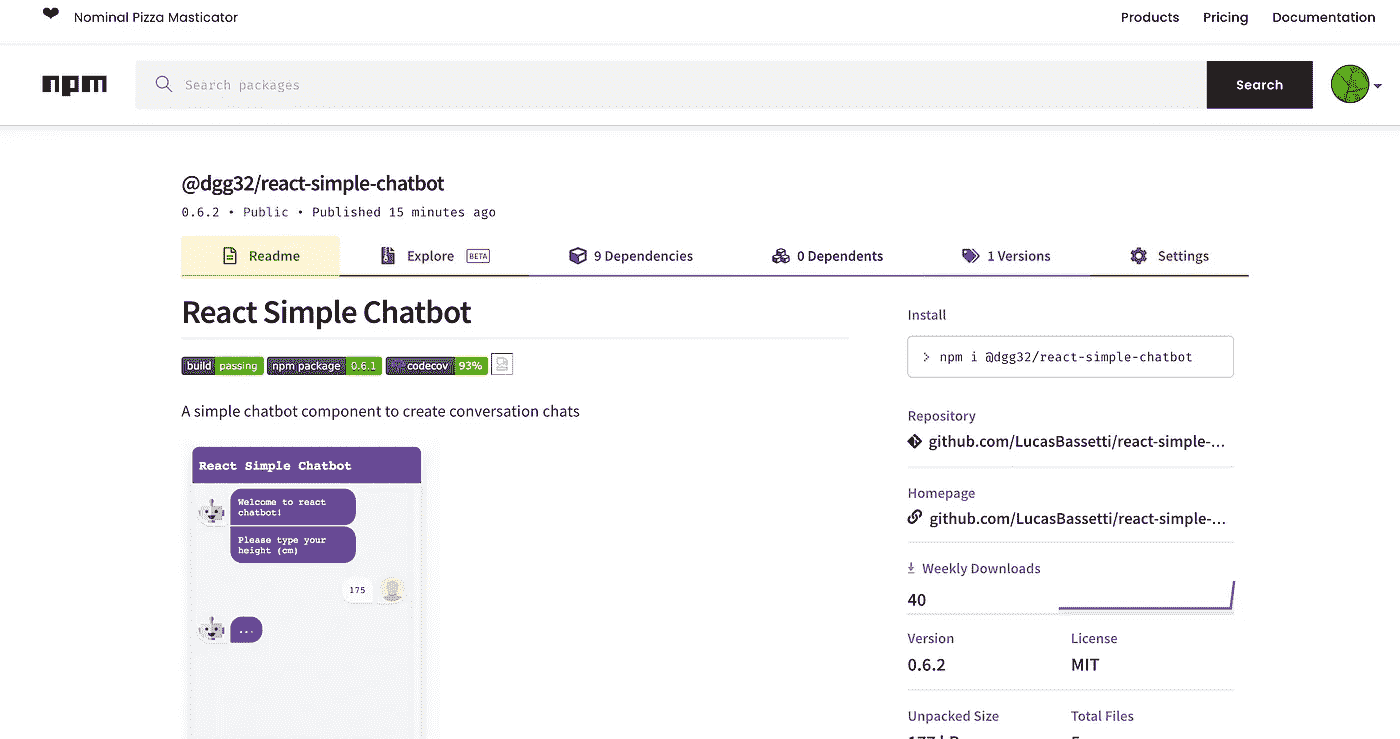 Nominal Pizza Masticator
Products Pricing Documentation
npm
Search packages
Search
@dgg32/react-simple-chatbot
0.6.2 • Public • Published 15 minutes ago
Readme
Explore BETA
9 Dependencies
0 Dependents
1 Versions
Settings
React Simple Chatbot
build passing npm package 0.6.1 codecov 93%
A simple chatbot component to create conversation chats
React Simple Chatbot
Welcome to react
chatbot!
Please type your
height (cm)
175
...
Install
> npm i @dgg32/react-simple-chatbot
Repository
github.com/LucasBassetti/react-simple-...
Homepage
github.com/LucasBassetti/react-simple-...
Weekly Downloads
40
Version
License
0.6.2
MIT
Unpacked Size
Total Files